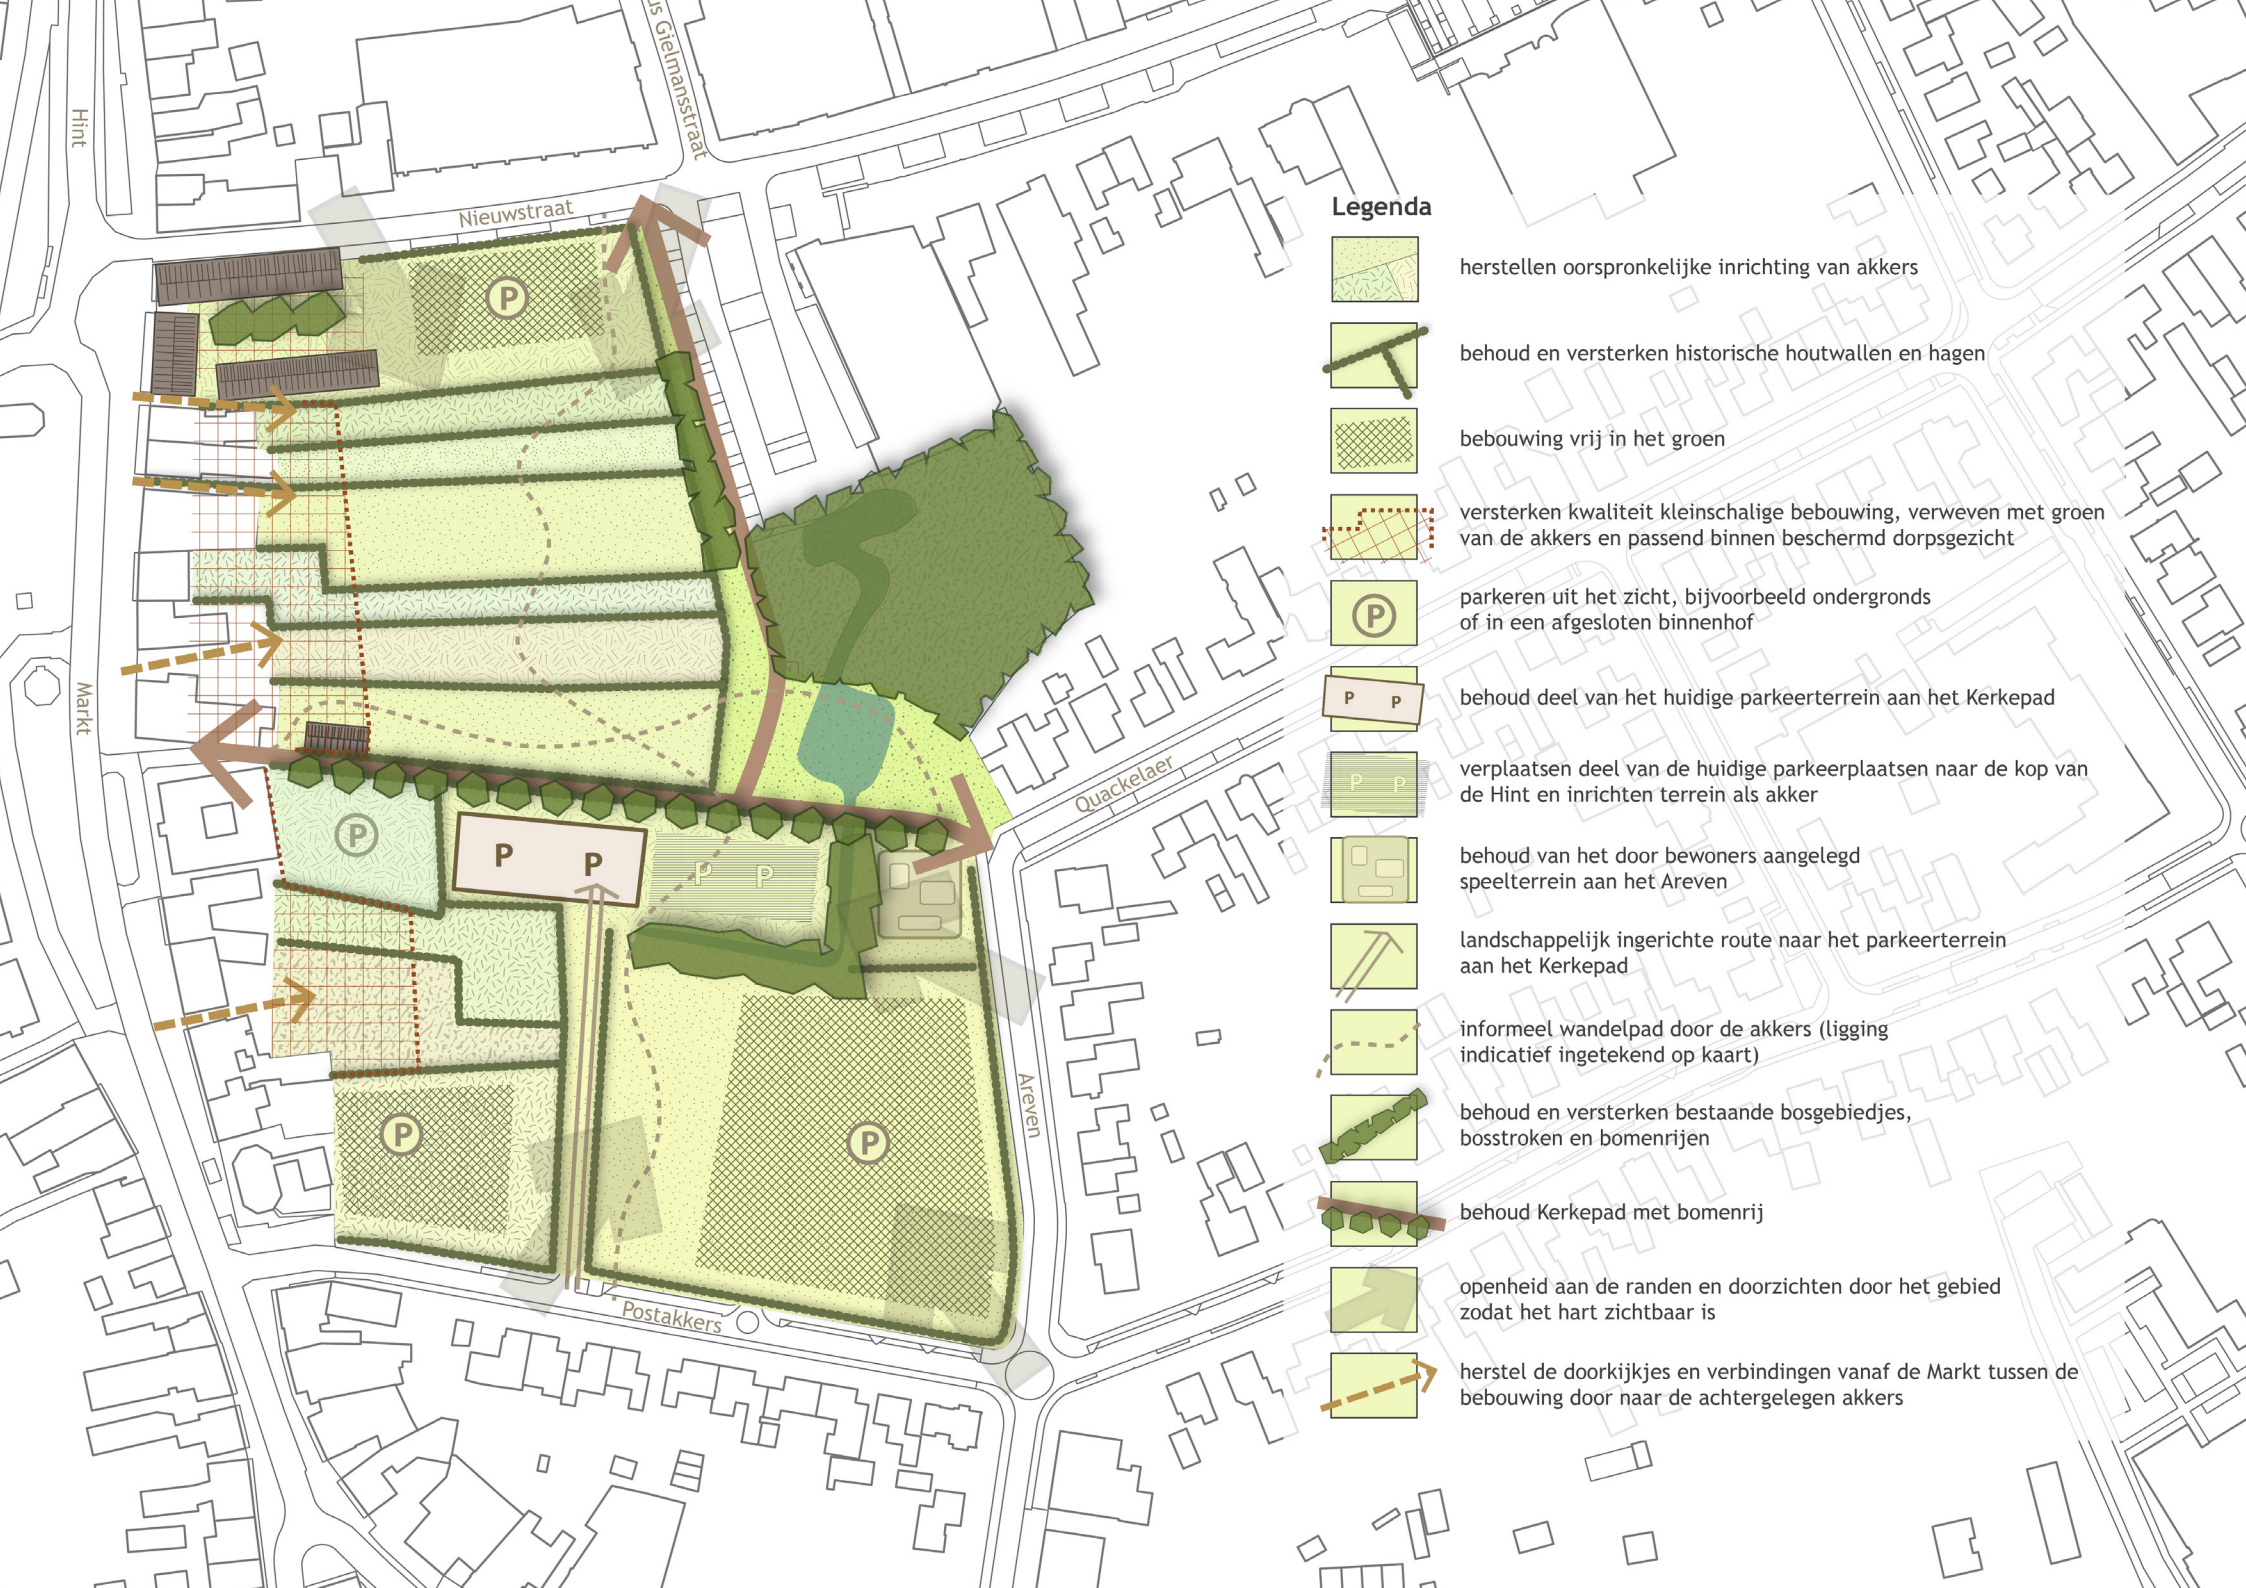 us Gielmansstraat
Hint
Nieuwstraat
P
Markt
Quackelaer
P
P
P
P
P
Areven
P
P
Postakkers
Legenda
herstellen oorspronkelijke inrichting van akkers
behoud en versterken historische houtwallen en hagen
bebouwing vrij in het groen
versterken kwaliteit kleinschalige bebouwing, verweven met groen
van de akkers en passend binnen beschermd dorpsgezicht
P
parkeren uit het zicht, bijvoorbeeld ondergronds
of in een afgesloten binnenhof
P P
behoud deel van het huidige parkeerterrein aan het Kerkepad
P P
verplaatsen deel van de huidige parkeerplaatsen naar de kop van
de Hint en inrichten terrein als akker
behoud van het door bewoners aangelegd
speelterrein aan het Areven
landschappelijk ingerichte route naar het parkeerterrein
aan het Kerkepad
informeel wandelpad door de akkers (ligging
indicatief ingetekend op kaart)
behoud en versterken bestaande bosgebiedjes,
bosstroken en bomenrijen
behoud Kerkepad met bomenrij
openheid aan de randen en doorzichten door het gebied
zodat het hart zichtbaar is
herstel de doorkijkjes en verbindingen vanaf de Markt tussen de
bebouwing door naar de achtergelegen akkers